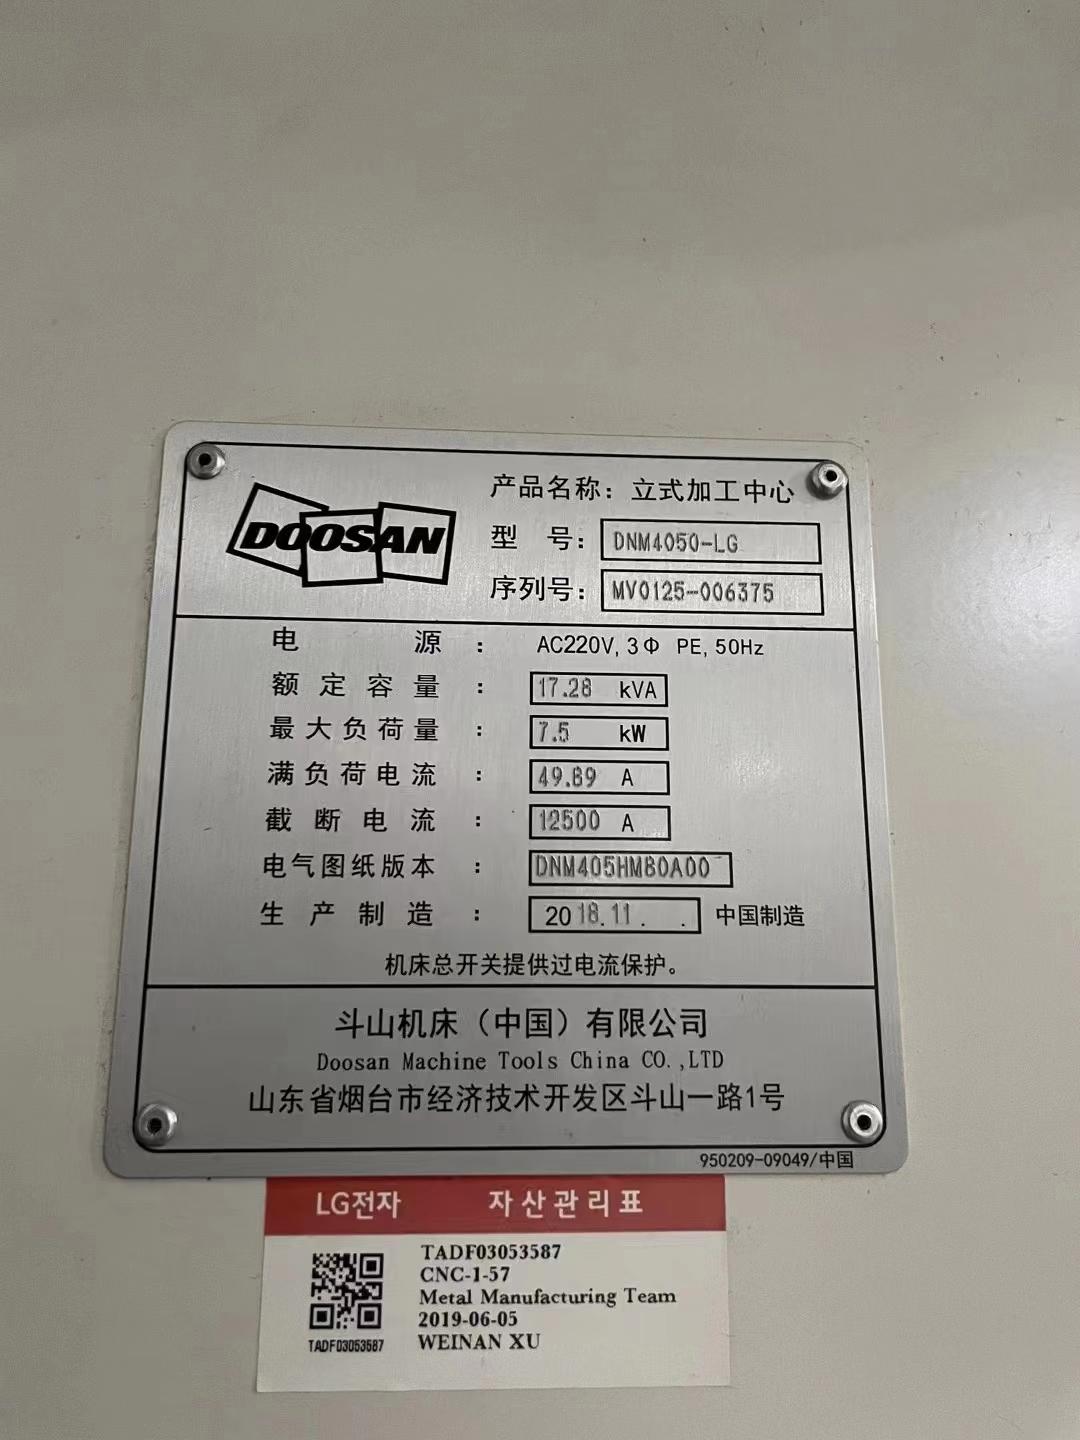 DOOSAN
产品名称：立式加工中心
型 号： DNM4050-LG
序列号： MV0125-006375
电 源 ： AC220V, 3Φ PE, 50Hz
额定容量 ： 17.28 kVA
最大负荷量 ： 7.5 kW
满负荷电流 ： 49.89 A
截断电流 ： 12500 A
电气图纸版本 ： DNM405HM80A00
生产制造 ： 2018.11. . 中国制造
机床总开关提供过电流保护。
斗山机床（中国）有限公司
Doosan Machine Tools China CO.,LTD
山东省烟台市经济技术开发区斗山一路1号
950209-09049/中国
LG전자 자산관리표
TADF03053587
CNC-1-57
Metal Manufacturing Team
2019-06-05
WEINAN XU
TADF03053587